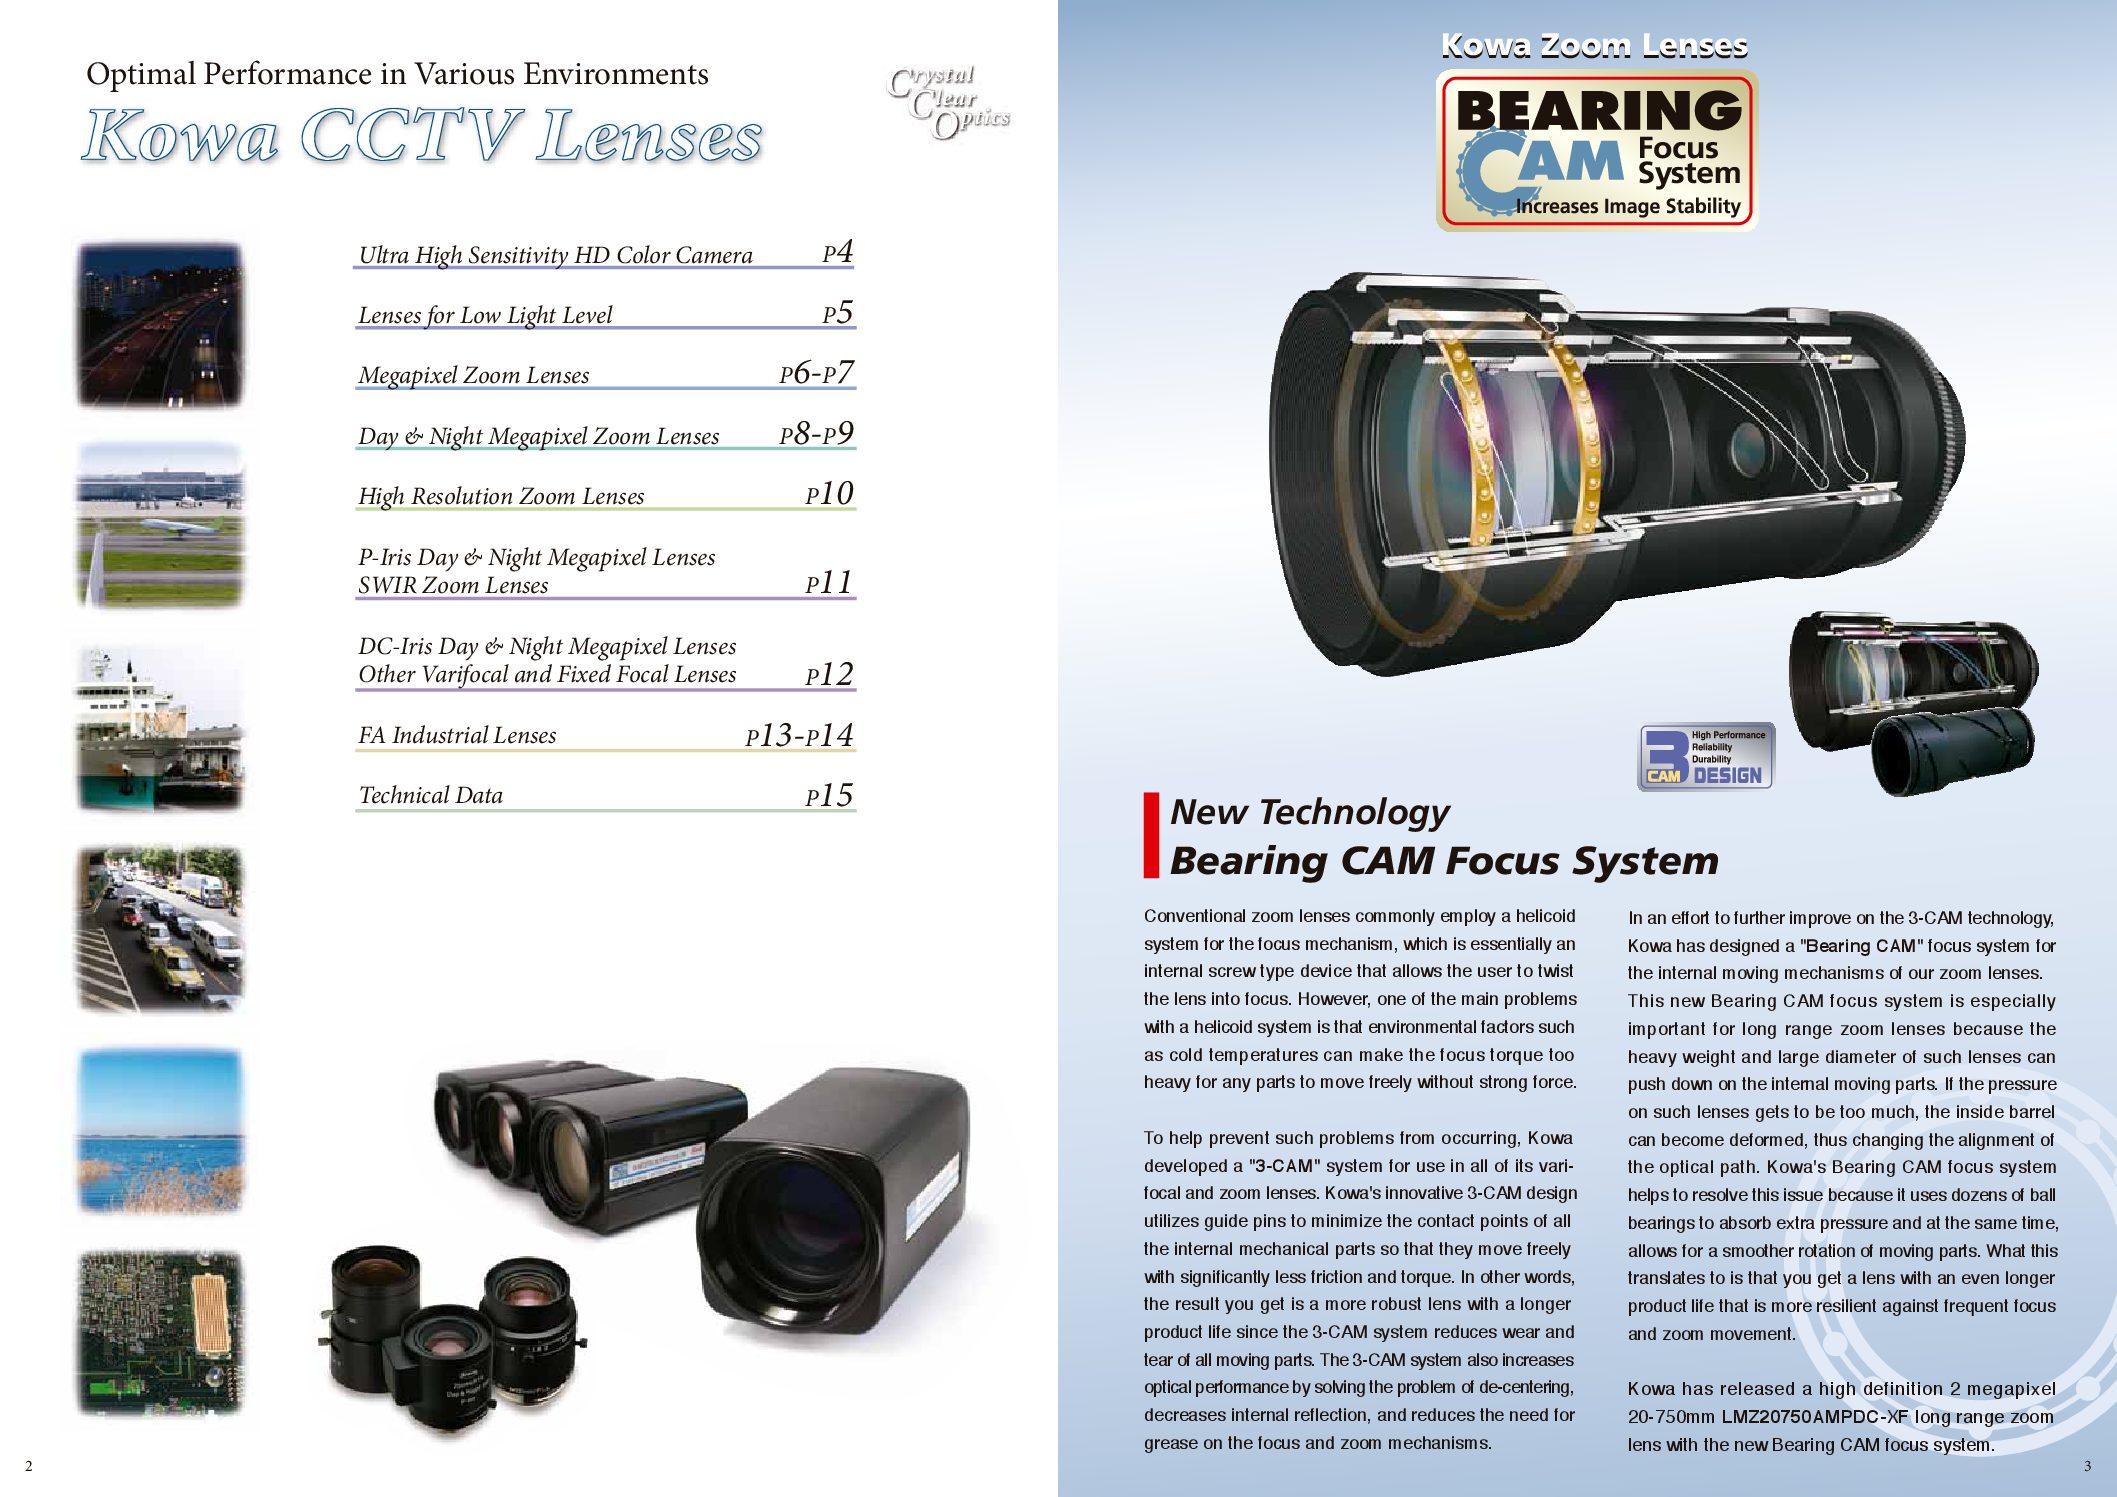 Optimal Performance in Various Environments
Kowa CCTV Lenses
Crystal
Clear
Optics
Ultra High Sensitivity HD Color Camera P4
Lenses for Low Light Level P5
Megapixel Zoom Lenses P6-P7
Day & Night Megapixel Zoom Lenses P8-P9
High Resolution Zoom Lenses P10
P-Iris Day & Night Megapixel Lenses
SWIR Zoom Lenses P11
DC-Iris Day & Night Megapixel Lenses
Other Varifocal and Fixed Focal Lenses P12
FA Industrial Lenses P13-P14
Technical Data P15
2
Kowa Zoom Lenses
BEARING
CAM Focus
System
Increases Image Stability
3
CAM
High Performance
Reliability
Durability
DESIGN
New Technology
Bearing CAM Focus System
Conventional zoom lenses commonly employ a helicoid
system for the focus mechanism, which is essentially an
internal screw type device that allows the user to twist
the lens into focus. However, one of the main problems
with a helicoid system is that environmental factors such
as cold temperatures can make the focus torque too
heavy for any parts to move freely without strong force.
To help prevent such problems from occurring, Kowa
developed a "3-CAM" system for use in all of its vari-
focal and zoom lenses. Kowa's innovative 3-CAM design
utilizes guide pins to minimize the contact points of all
the internal mechanical parts so that they move freely
with significantly less friction and torque. In other words,
the result you get is a more robust lens with a longer
product life since the 3-CAM system reduces wear and
tear of all moving parts. The 3-CAM system also increases
optical performance by solving the problem of de-centering,
decreases internal reflection, and reduces the need for
grease on the focus and zoom mechanisms.
In an effort to further improve on the 3-CAM technology,
Kowa has designed a "Bearing CAM" focus system for
the internal moving mechanisms of our zoom lenses.
This new Bearing CAM focus system is especially
important for long range zoom lenses because the
heavy weight and large diameter of such lenses can
push down on the internal moving parts. If the pressure
on such lenses gets to be too much, the inside barrel
can become deformed, thus changing the alignment of
the optical path. Kowa's Bearing CAM focus system
helps to resolve this issue because it uses dozens of ball
bearings to absorb extra pressure and at the same time,
allows for a smoother rotation of moving parts. What this
translates to is that you get a lens with an even longer
product life that is more resilient against frequent focus
and zoom movement.
Kowa has released a high definition 2 megapixel
20-750mm LMZ20750AMPDC-XF long range zoom
lens with the new Bearing CAM focus system.
3